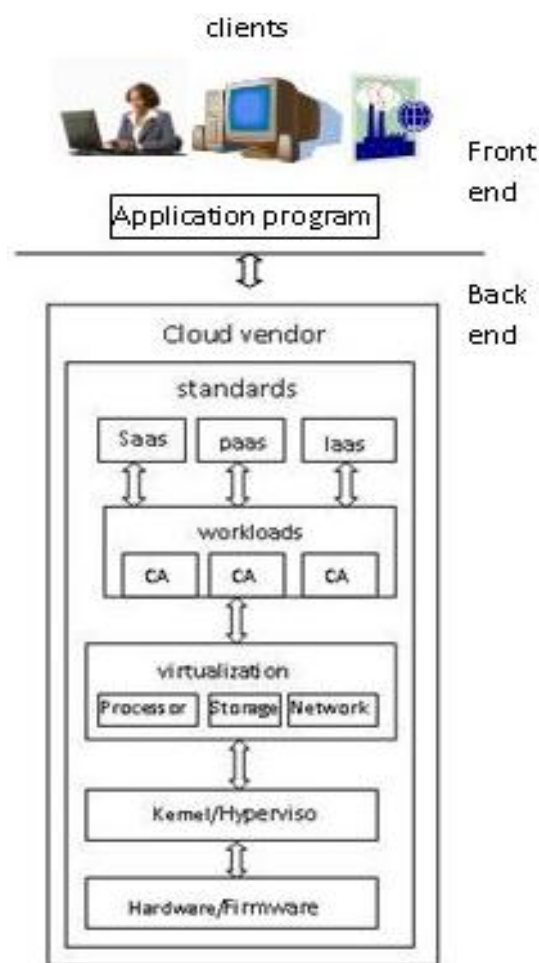 clients
Front
end
Application program
Back
end
Cloud vendor
standards
Saas paas Iaas
workloads
CA CA CA
virtualization
Processor Storage Network
Kernel/Hyperviso
Hardware/Firmware